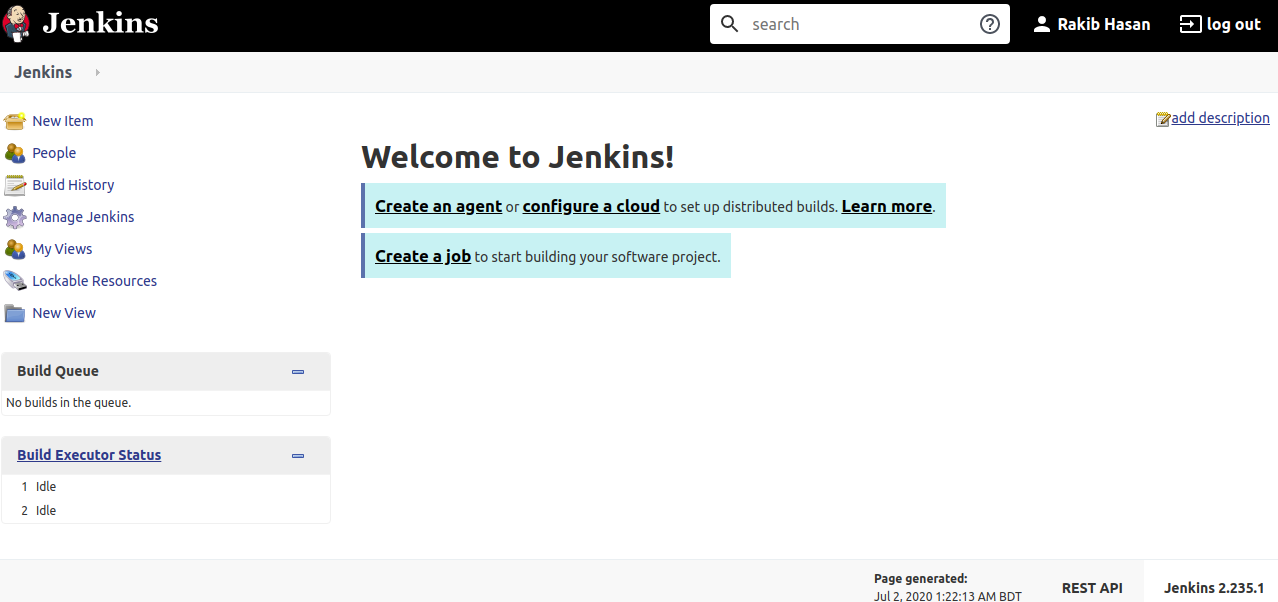 Jenkins
search
Rakib Hasan
log out
Jenkins
add description
New Item
People
Build History
Manage Jenkins
My Views
Lockable Resources
New View
Build Queue
No builds in the queue.
Build Executor Status
1 Idle
2 Idle
Welcome to Jenkins!
Create an agent or configure a cloud to set up distributed builds. Learn more.
Create a job to start building your software project.
Page generated:
Jul 2, 2020 1:22:13 AM BDT
REST API
Jenkins 2.235.1